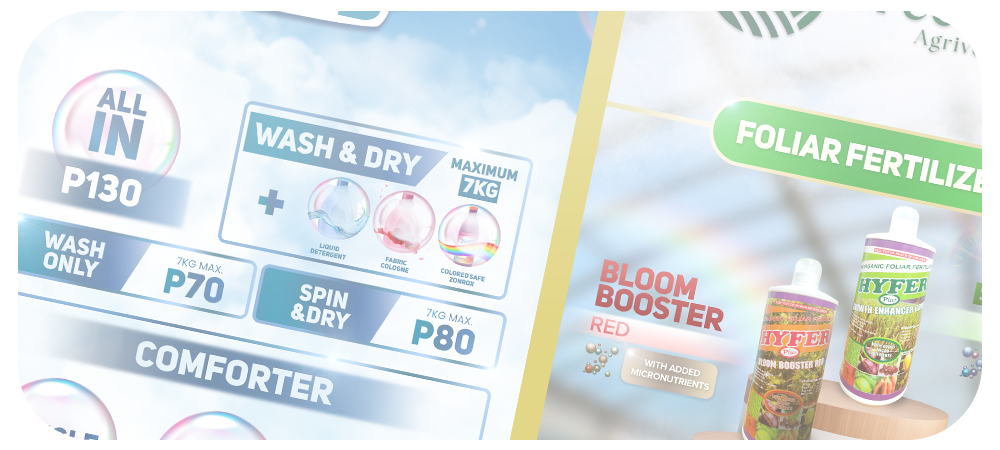 ALL
IN
P130
WASH & DRY
MAXIMUM
7KG
+
LIQUID
DETERGENT
FABRIC
COLOGNE
COLORED SAFE
ZONROX
WASH
ONLY
7KG MAX.
P70
SPIN
&DRY
7KG MAX.
P80
COMFORTER
FOLIAR FERTILIZE
BLOOM
BOOSTER
RED
WITH ADDED
MICRONUTRIENTS
HYFER
Plus
BLOOM BOOSTER RED
ORGANIC FOLIAR FERTILI
HYFER
Plus
GROWTH ENHANCER